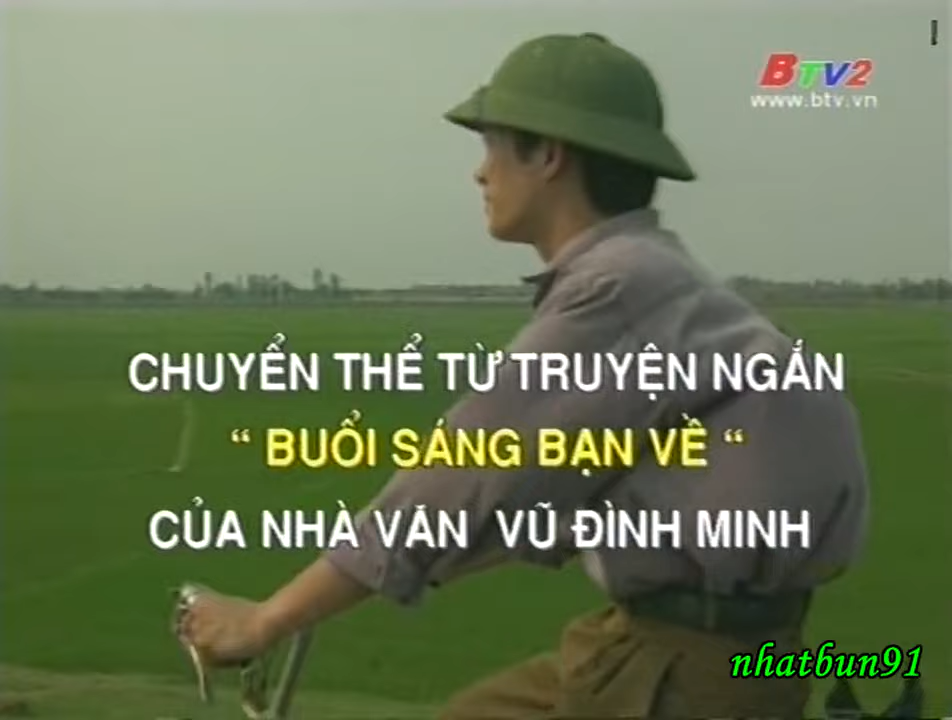 BTV2
www.btv.vn
CHUYỂN THỂ TỪ TRUYỆN NGẮN
“ BUỔI SÁNG BẠN VỀ “
CỦA NHÀ VĂN VŨ ĐÌNH MINH
nhatbun91